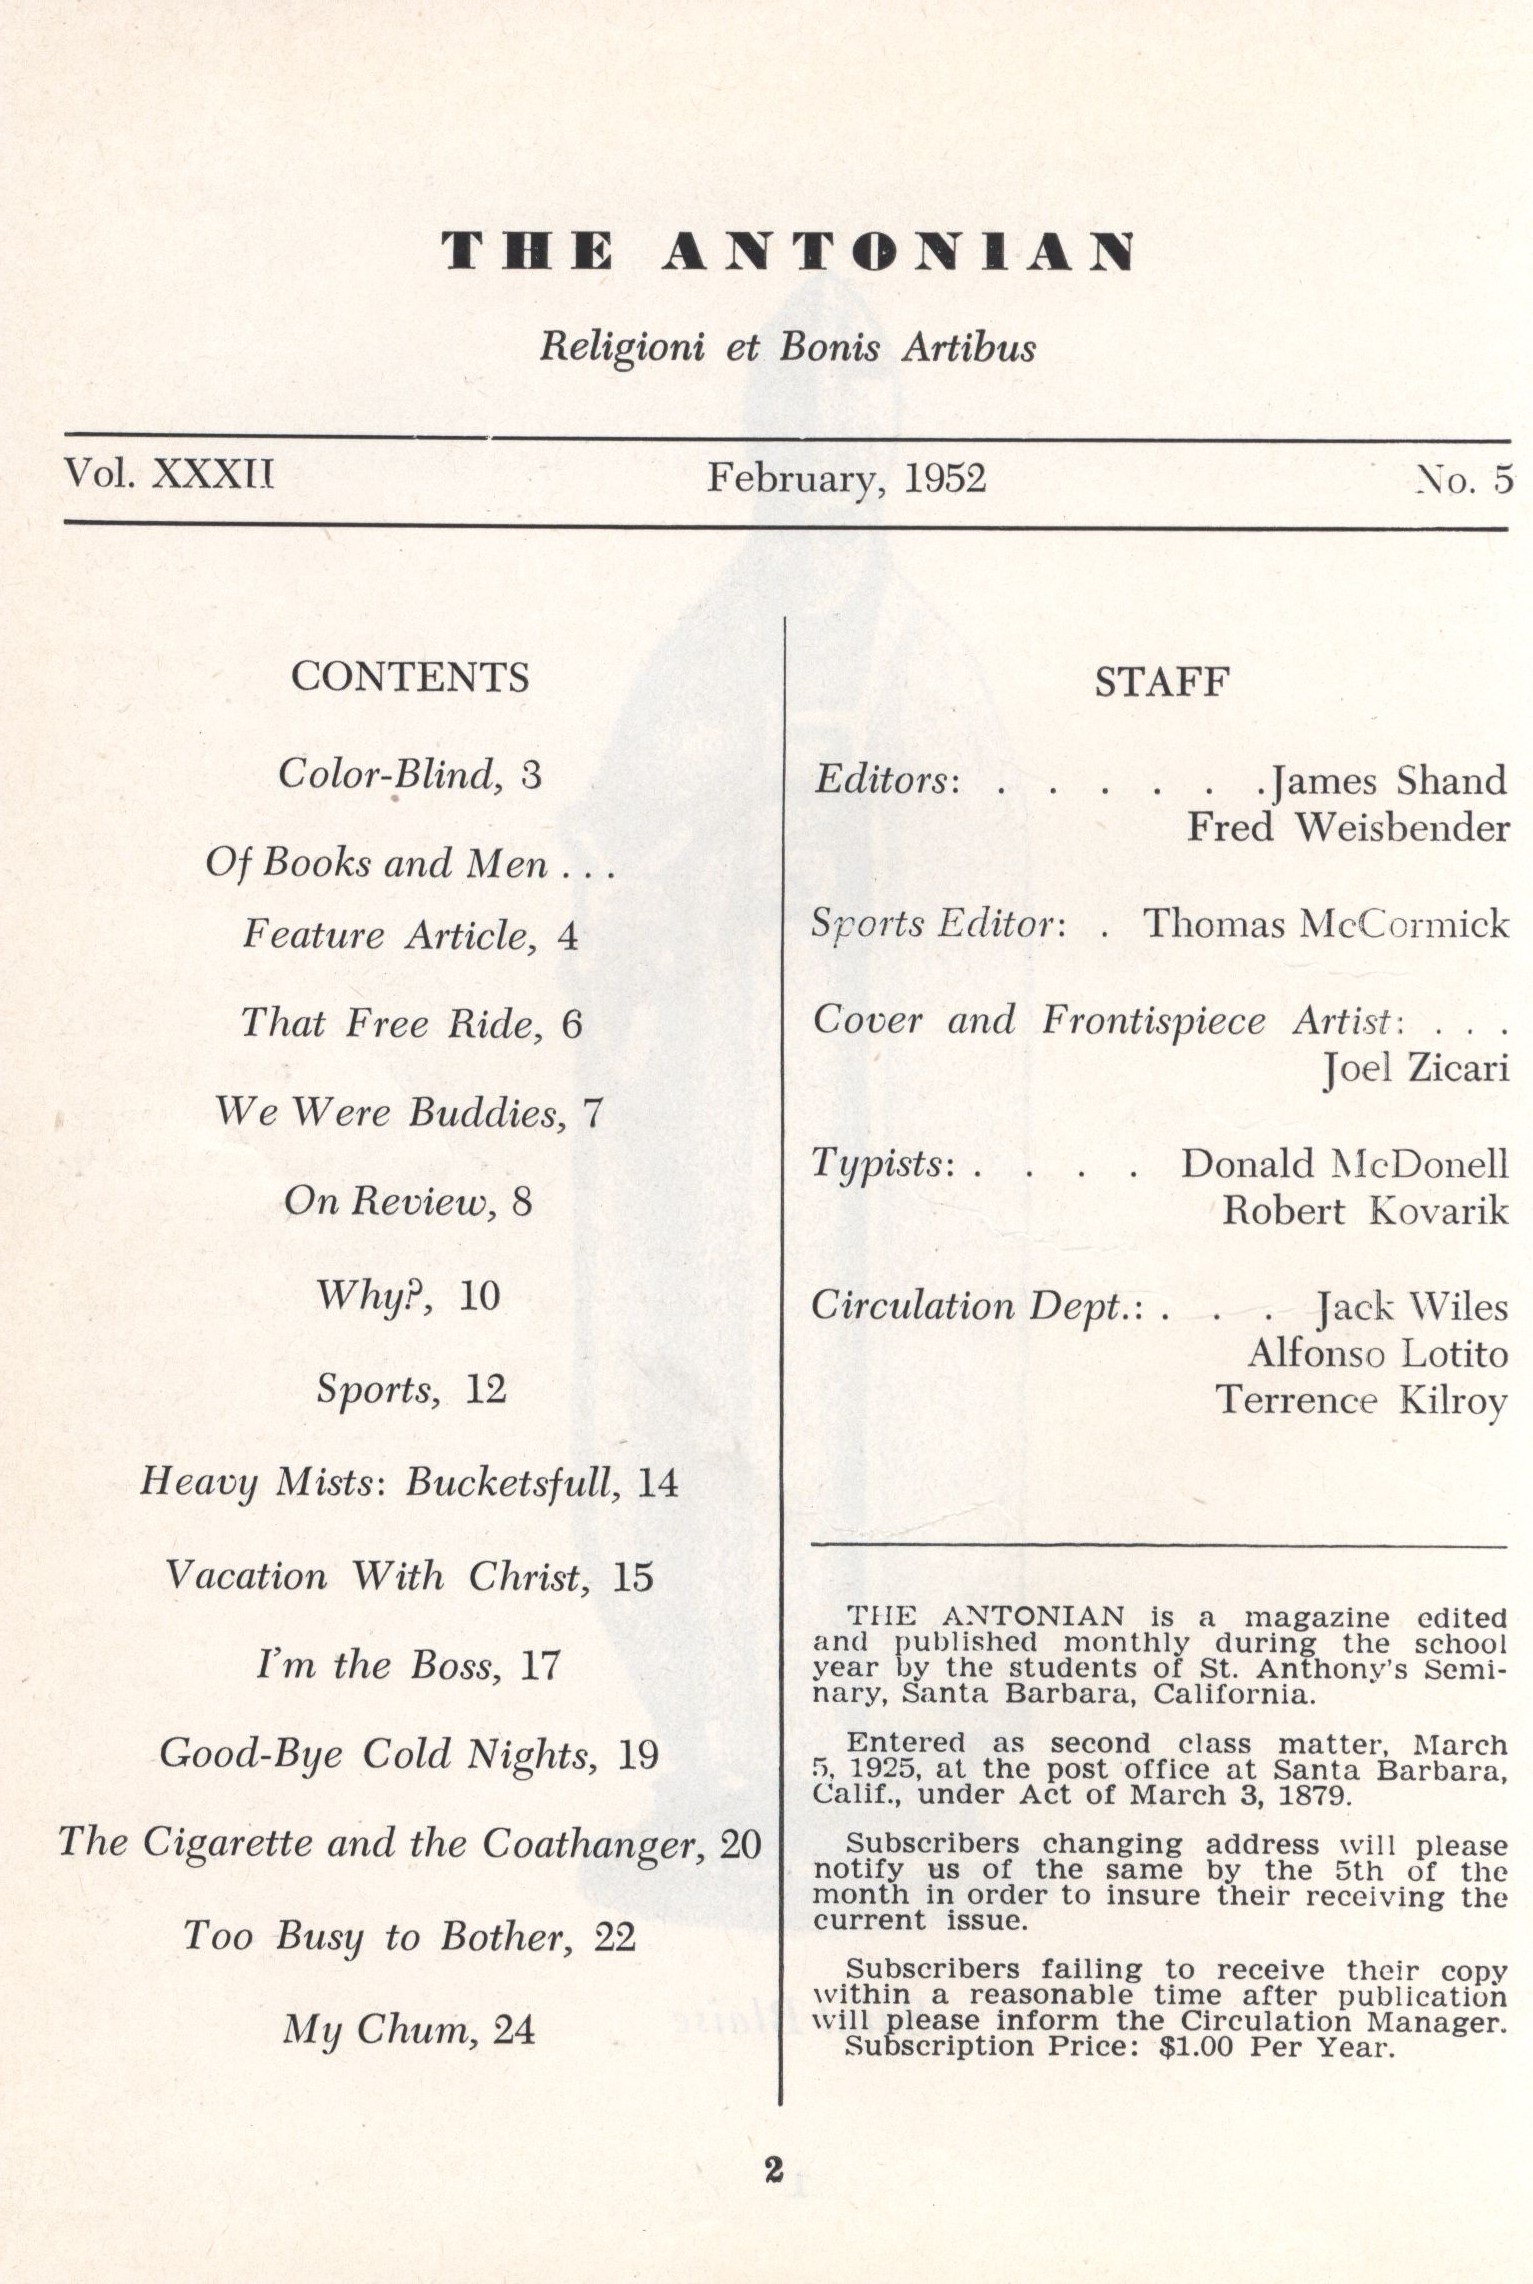 THE ANTONIAN
Religioni et Bonis Artibus
Vol. XXXII February, 1952 No. 5
CONTENTS
Color-Blind, 3
Of Books and Men . . .
Feature Article, 4
That Free Ride, 6
We Were Buddies, 7
On Review, 8
Why?, 10
Sports, 12
Heavy Mists: Bucketsfull, 14
Vacation With Christ, 15
I'm the Boss, 17
Good-Bye Cold Nights, 19
The Cigarette and the Coathanger, 20
Too Busy to Bother, 22
My Chum, 24
STAFF
Editors: . . . . . . .James Shand
Fred Weisbender
Sports Editor: . Thomas McCormick
Cover and Frontispiece Artist: . . .
Joel Zicari
Typists: . . . . Donald McDonell
Robert Kovarik
Circulation Dept.: . . . Jack Wiles
Alfonso Lotito
Terrence Kilroy
THE ANTONIAN is a magazine edited
and published monthly during the school
year by the students of St. Anthony's Semi-
nary, Santa Barbara, California.
Entered as second class matter, March
5, 1925, at the post office at Santa Barbara,
Calif., under Act of March 3, 1879.
Subscribers changing address will please
notify us of the same by the 5th of the
month in order to insure their receiving the
current issue.
Subscribers failing to receive their copy
within a reasonable time after publication
will please inform the Circulation Manager.
Subscription Price: $1.00 Per Year.
2